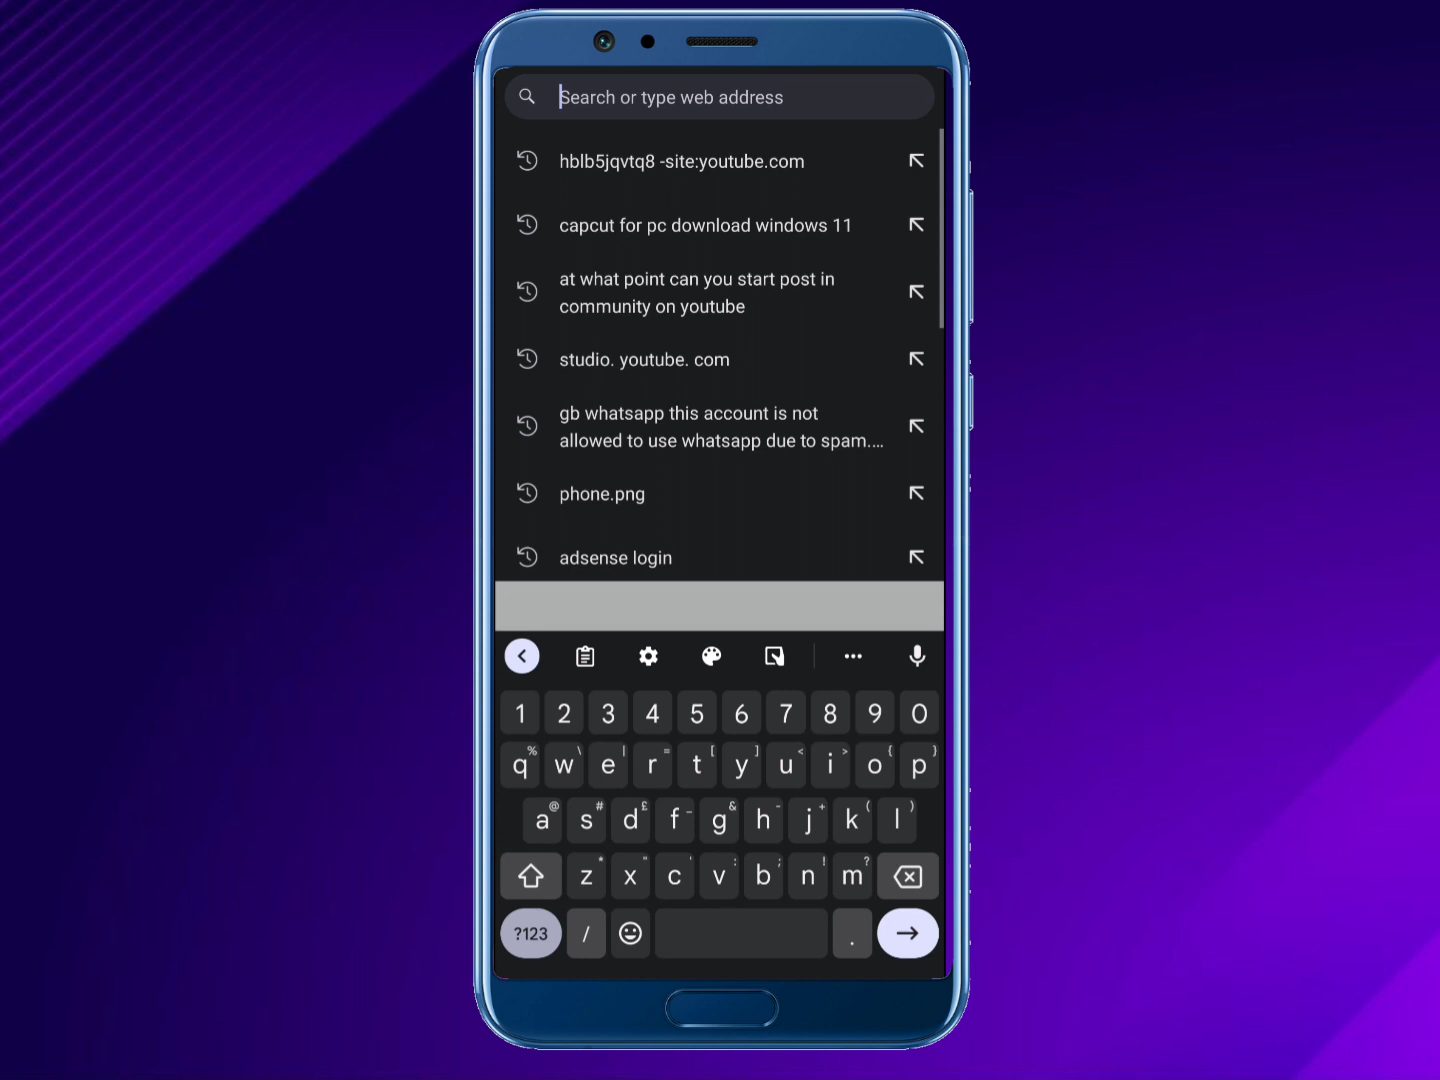 Search or type web address
hblb5jqvtq8 -site:youtube.com
capcut for pc download windows 11
at what point can you start post in
community on youtube
studio. youtube. com
gb whatsapp this account is not
allowed to use whatsapp due to spam....
phone.png
adsense login
1 2 3 4 5 6 7 8 9 0
q% w\ e| r= t[ y] u< i> o{ p}
a@ s# d£ f_ g& h- j+ k( l)
z* x" c' v: b; n! m?
?123 / .